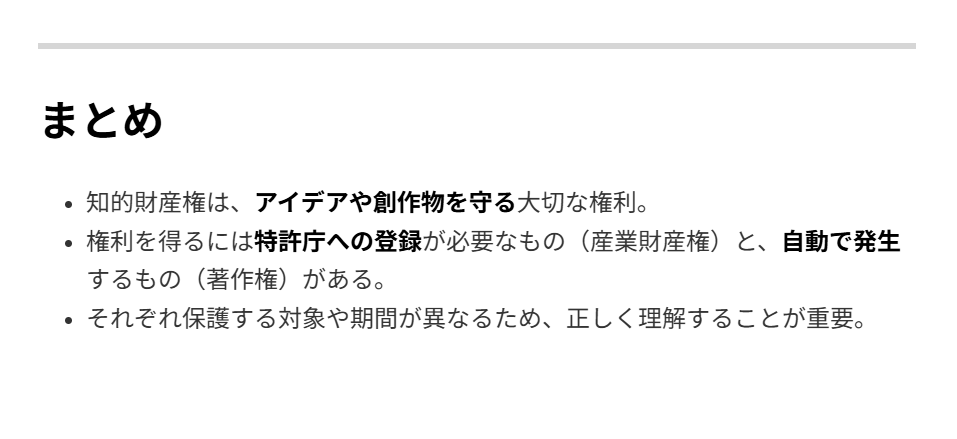 まとめ
• 知的財産権は、アイデアや創作物を守る大切な権利。
• 権利を得るには特許庁への登録が必要なもの（産業財産権）と、自動で発生
するもの（著作権）がある。
• それぞれ保護する対象や期間が異なるため、正しく理解することが重要。